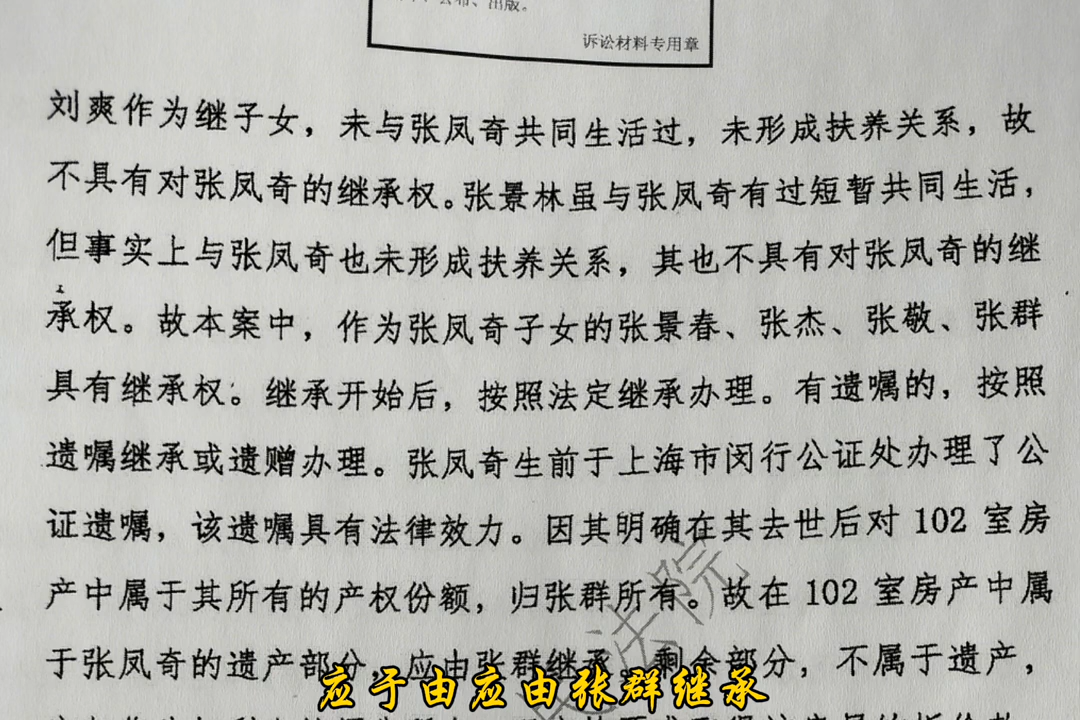 出版。
诉讼材料专用章
刘爽作为继子女，未与张凤奇共同生活过，未形成扶养关系，故
不具有对张凤奇的继承权。张景林虽与张凤奇有过短暂共同生活，
但事实上与张凤奇也未形成扶养关系，其也不具有对张凤奇的继
承权。故本案中，作为张凤奇子女的张景春、张杰、张敬、张群
具有继承权。继承开始后，按照法定继承办理。有遗嘱的，按照
遗嘱继承或遗赠办理。张凤奇生前于上海市闵行公证处办理了公
证遗嘱，该遗嘱具有法律效力。因其明确在其去世后对 102 室房
产中属于其所有的产权份额，归张群所有。故在 102 室房产中属
于张凤奇的遗产部分，应由张群继承。剩余部分，不属于遗产，
法院
应于由应由张群继承